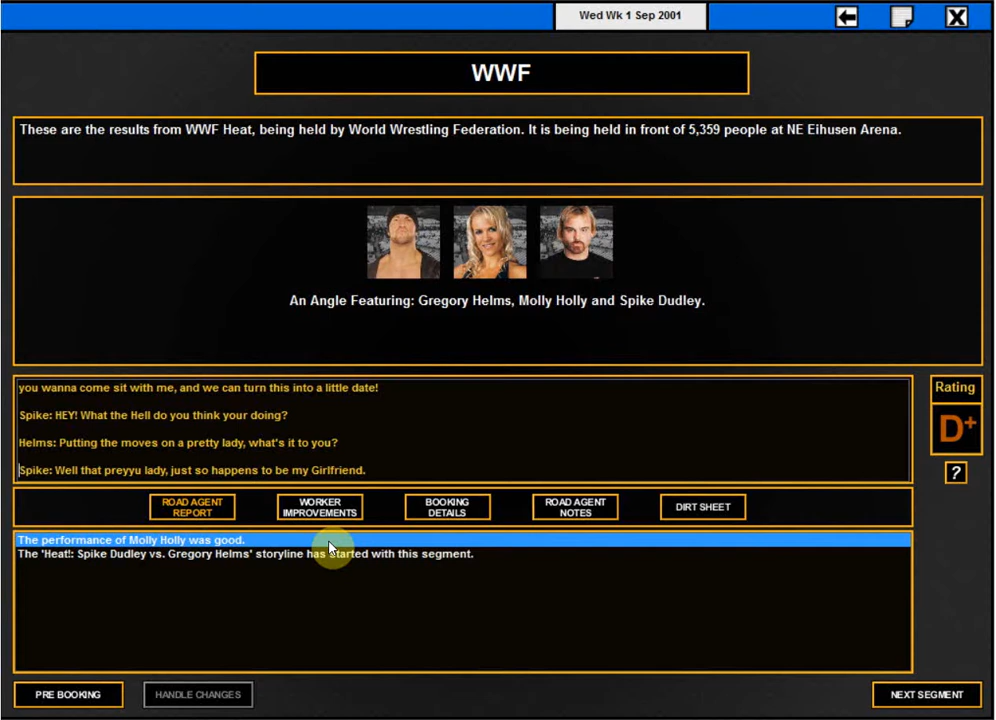 Wed Wk 1 Sep 2001
X
WWF
These are the results from WWF Heat, being held by World Wrestling Federation. It is being held in front of 5,359 people at NE Eihusen Arena.
An Angle Featuring: Gregory Helms, Molly Holly and Spike Dudley.
you wanna come sit with me, and we can turn this into a little date!
Spike: HEY! What the Hell do you think your doing?
Helms: Putting the moves on a pretty lady, what's it to you?
Spike: Well that preyyu lady, just so happens to be my Girlfriend.
Rating
D+
?
ROAD AGENT REPORT
WORKER IMPROVEMENTS
BOOKING DETAILS
ROAD AGENT NOTES
DIRT SHEET
The performance of Molly Holly was good.
The 'Heat!: Spike Dudley vs. Gregory Helms' storyline has started with this segment.
PRE BOOKING
HANDLE CHANGES
NEXT SEGMENT